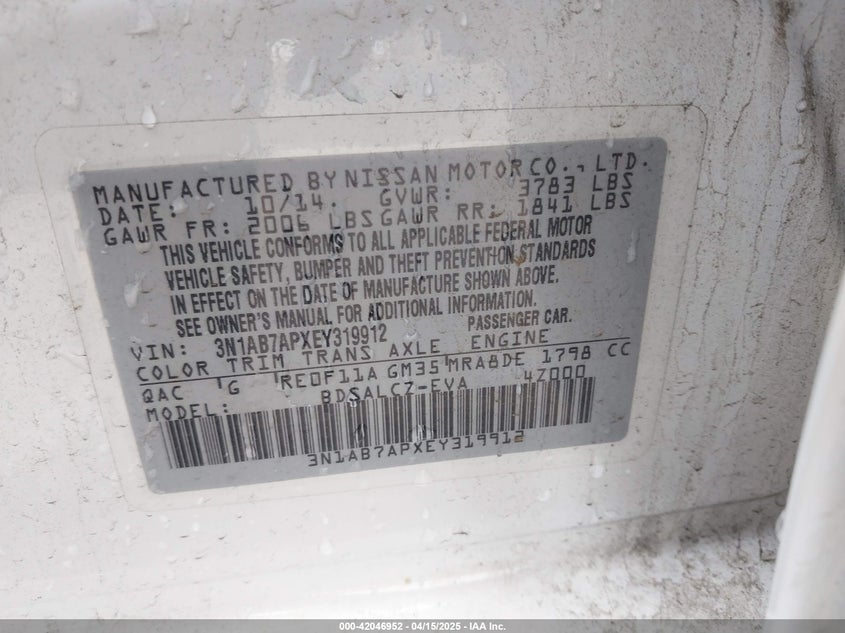 MANUFACTURED BY NISSAN MOTOR CO., LTD.
DATE: 10/14. GVWR: 3783 LBS
GAWR FR: 2006 LBS GAWR RR: 1841 LBS
THIS VEHICLE CONFORMS TO ALL APPLICABLE FEDERAL MOTOR
VEHICLE SAFETY, BUMPER AND THEFT PREVENTION STANDARDS
IN EFFECT ON THE DATE OF MANUFACTURE SHOWN ABOVE.
SEE OWNER'S MANUAL FOR ADDITIONAL INFORMATION.
VIN: 3N1AB7APXEY319912 PASSENGER CAR.
COLOR TRIM TRANS AXLE ENGINE
QAC G RE0F11A GM35 MRA8DE 1798 CC
MODEL: BDSALCZ-EVA 4Z000
3N1AB7APXEY319912
000-42046952 - 04/15/2025 - IAA Inc.